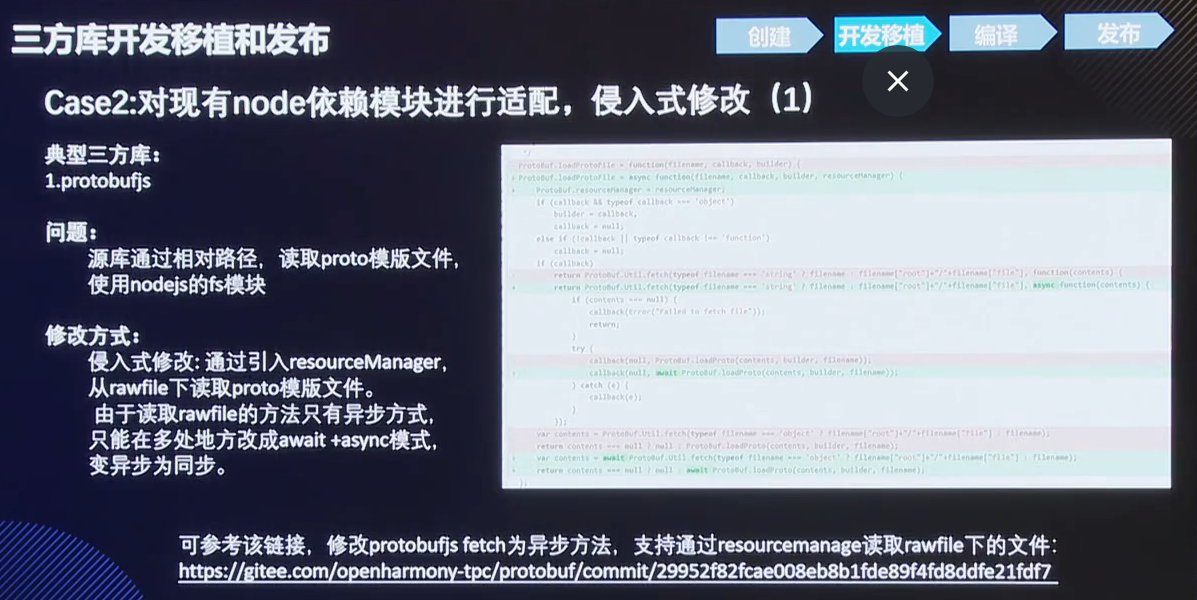 三方库开发移植和发布
创建
开发移植
编译
发布
Case2:对现有node依赖模块进行适配，侵入式修改（1）
典型三方库：
1.protobufjs
问题：
源库通过相对路径，读取proto模版文件，
使用nodejs的fs模块
修改方式：
侵入式修改: 通过引入resourceManager，
从rawfile下读取proto模版文件。
由于读取rawfile的方法只有异步方式，
只能在多处地方改成await +async模式，
变异步为同步。
*/
ProtoBuf.loadProtoFile = function(filename, callback, builder) {
+ ProtoBuf.loadProtoFile = async function(filename, callback, builder, resourceManager) {
+ ProtoBuf.resourceManager = resourceManager;
if (callback && typeof callback === 'object')
builder = callback,
callback = null;
else if (!callback || typeof callback !== 'function')
callback = null;
if (callback)
- return ProtoBuf.Util.fetch(typeof filename === 'string' ? filename : filename["root"]+"/"+filename["file"], function(contents) {
+ return ProtoBuf.Util.fetch(typeof filename === 'string' ? filename : filename["root"]+"/"+filename["file"], async function(contents) {
if (contents === null) {
callback(Error("Failed to fetch file"));
return;
}
try {
- callback(null, ProtoBuf.loadProto(contents, builder, filename));
+ callback(null, await ProtoBuf.loadProto(contents, builder, filename));
} catch (e) {
callback(e);
}
});
- var contents = ProtoBuf.Util.fetch(typeof filename === 'object' ? filename["root"]+"/"+filename["file"] : filename);
- return contents === null ? null : ProtoBuf.loadProto(contents, builder, filename);
+ var contents = await ProtoBuf.Util.fetch(typeof filename === 'object' ? filename["root"]+"/"+filename["file"] : filename);
+ return contents === null ? null : await ProtoBuf.loadProto(contents, builder, filename);
};
可参考该链接，修改protobufjs fetch为异步方法，支持通过resourcemanage读取rawfile下的文件：
https://gitee.com/openharmony-tpc/protobuf/commit/29952f82fcae008eb8b1fde89f4fd8ddfe21fdf7